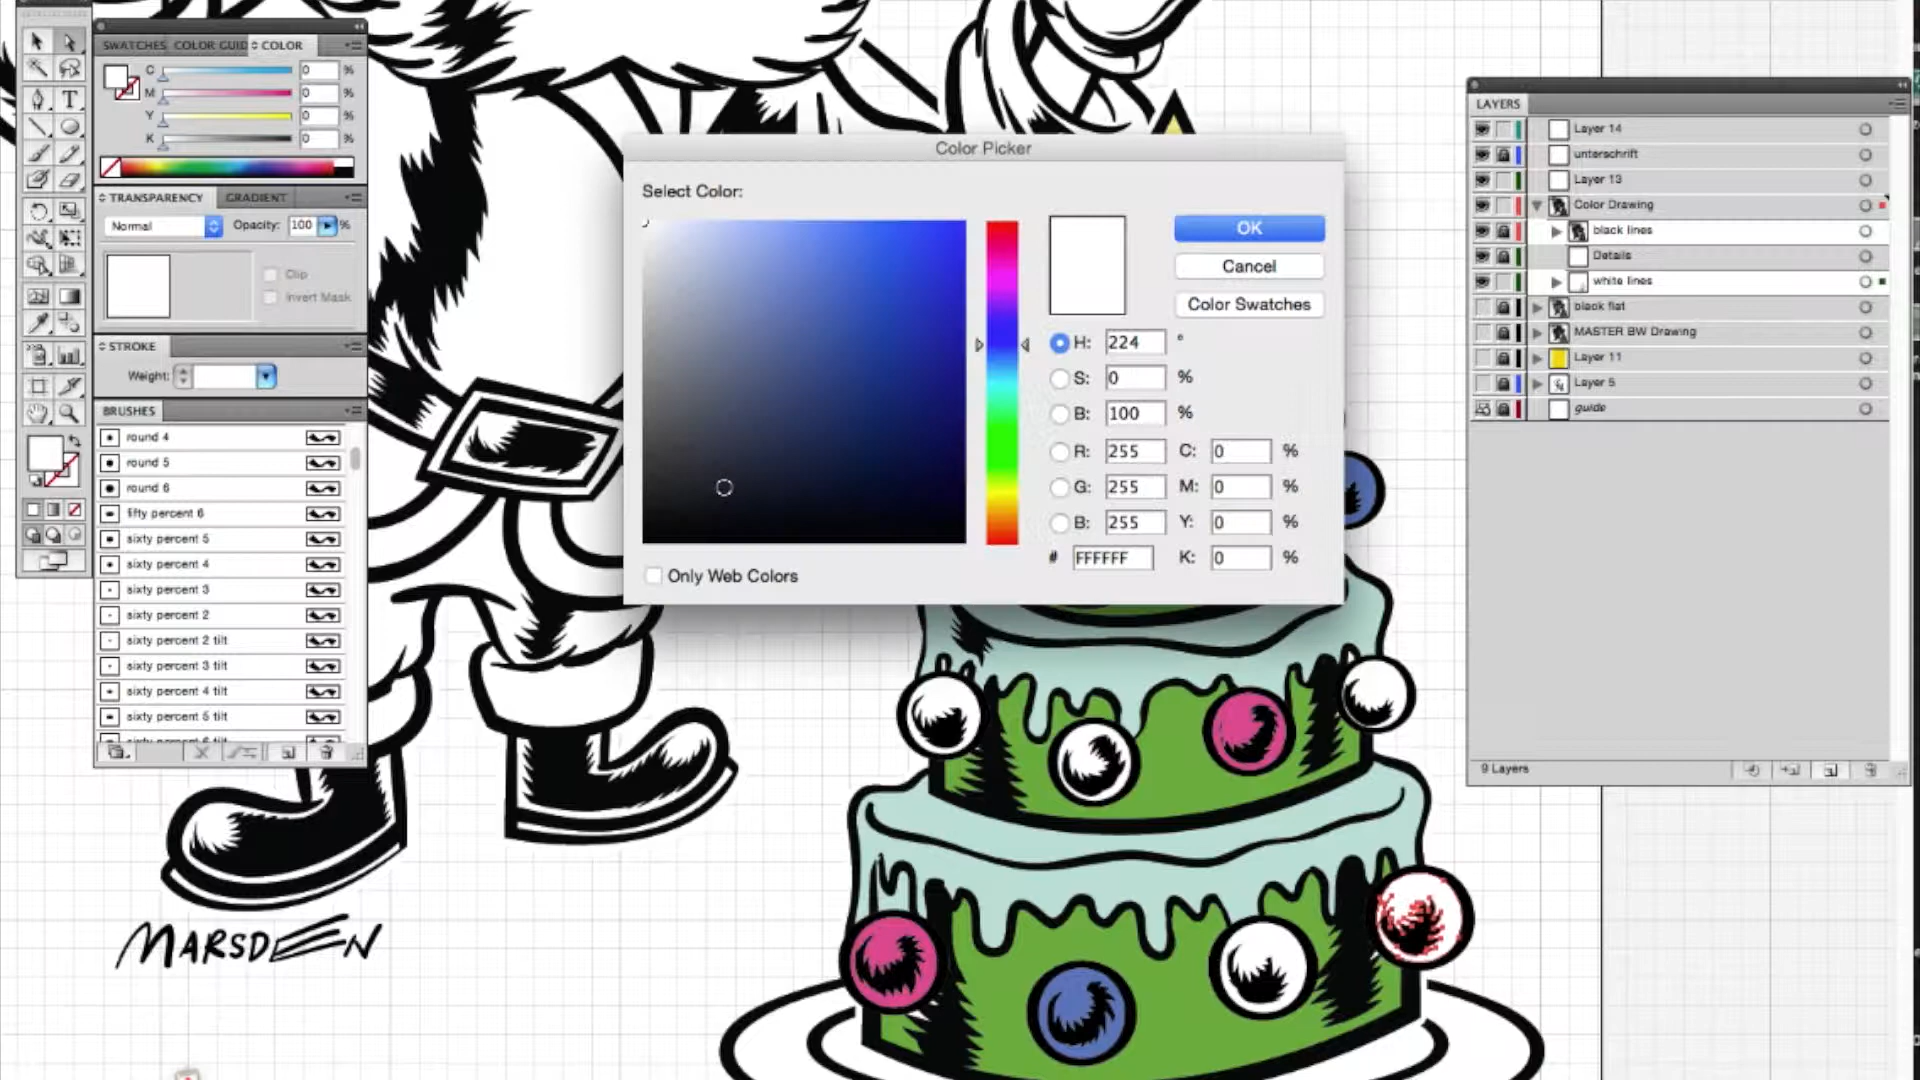 SWATCHES COLOR GUID COLOR
C 0 %
M 0 %
Y 0 %
K 0 %
TRANSPARENCY GRADIENT
Normal Opacity: 100 %
Clip
Invert Mask
STROKE
Weight:
BRUSHES
round 4
round 5
round 6
fifty percent 6
sixty percent 5
sixty percent 4
sixty percent 3
sixty percent 2
sixty percent 2 tilt
sixty percent 3 tilt
sixty percent 4 tilt
sixty percent 5 tilt
sixty percent 6 tilt
Color Picker
Select Color:
OK
Cancel
Color Swatches
H: 224 °
S: 0 %
B: 100 %
R: 255 C: 0 %
G: 255 M: 0 %
B: 255 Y: 0 %
# FFFFFF K: 0 %
Only Web Colors
LAYERS
Layer 14
unterschrift
Layer 13
Color Drawing
black lines
Details
white lines
black flat
MASTER BW Drawing
Layer 11
Layer 5
guide
9 Layers
MARSDEN